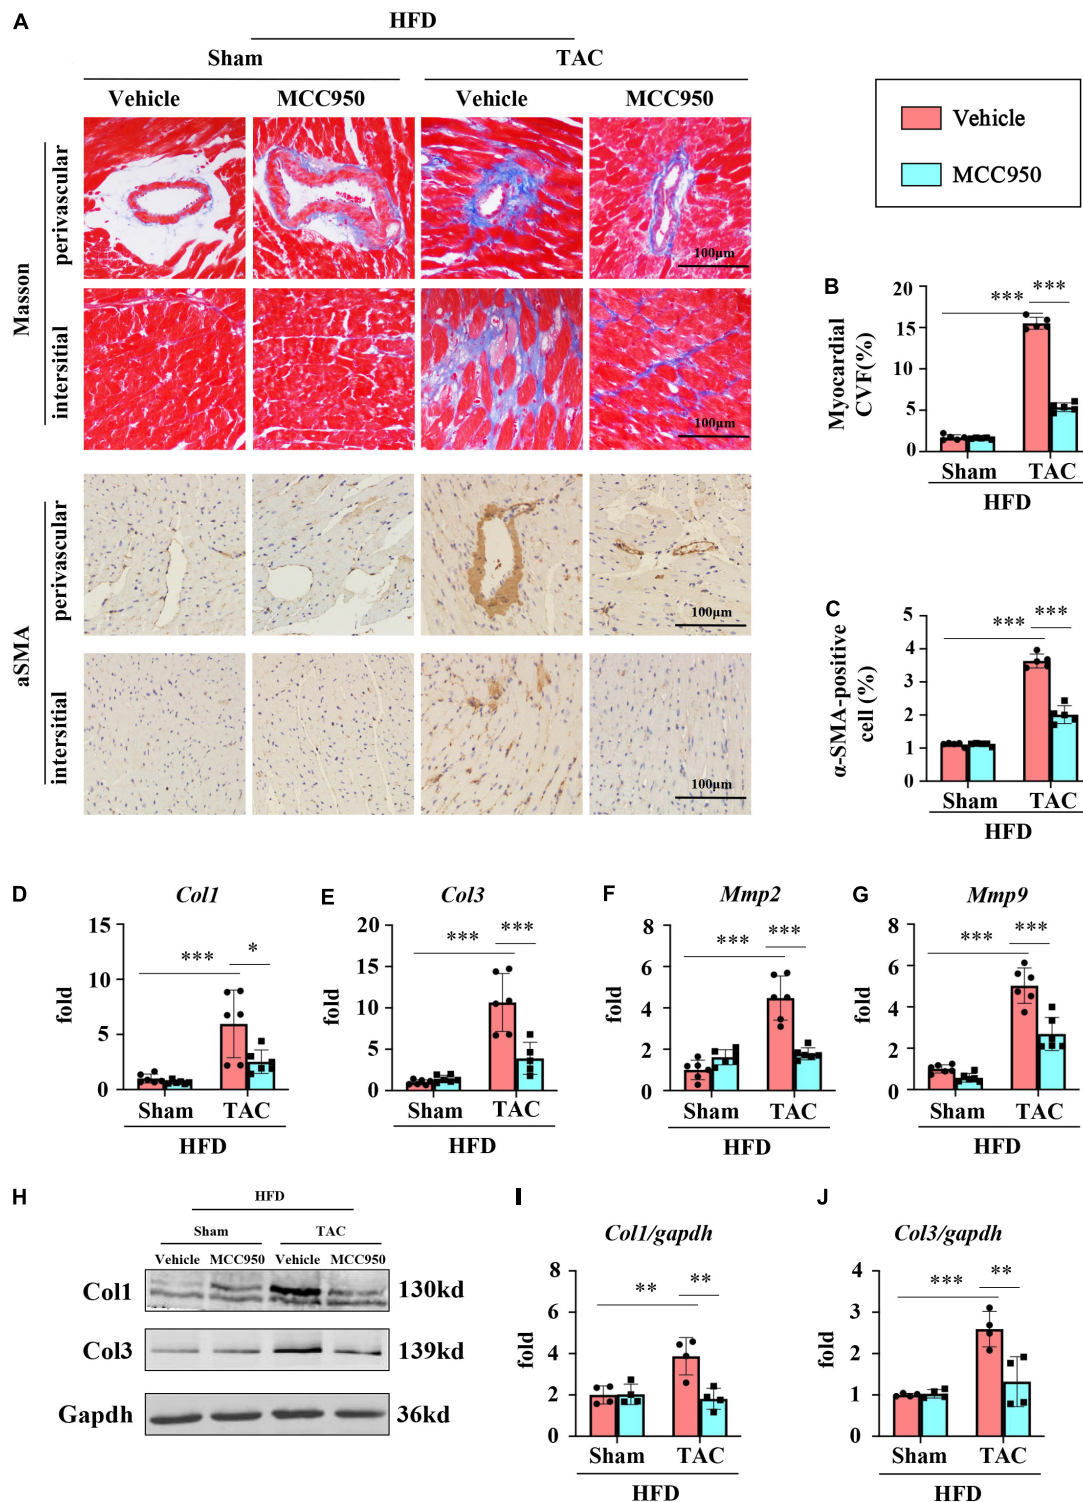 A
HFD
Sham TAC
Vehicle MCC950 Vehicle MCC950
Masson
perivascular
100μm
intersitial
100μm
aSMA
perivascular
100μm
intersitial
100μm
Vehicle
MCC950
B
Myocardial
CVF(%)
20
15
10
5
0
*** ***
Sham TAC
HFD
C
α-SMA-positive
cell (%)
5
4
3
2
1
0
*** ***
Sham TAC
HFD
D
Col1
fold
15
10
5
0
*** *
Sham TAC
HFD
E
Col3
fold
20
15
10
5
0
*** ***
Sham TAC
HFD
F
Mmp2
fold
8
6
4
2
0
*** ***
Sham TAC
HFD
G
Mmp9
fold
8
6
4
2
0
*** ***
Sham TAC
HFD
H
HFD
Sham TAC
Vehicle MCC950 Vehicle MCC950
Col1 130kd
Col3 139kd
Gapdh 36kd
I
Col1/gapdh
fold
8
6
4
2
0
** **
Sham TAC
HFD
J
Col3/gapdh
fold
4
3
2
1
0
*** **
Sham TAC
HFD